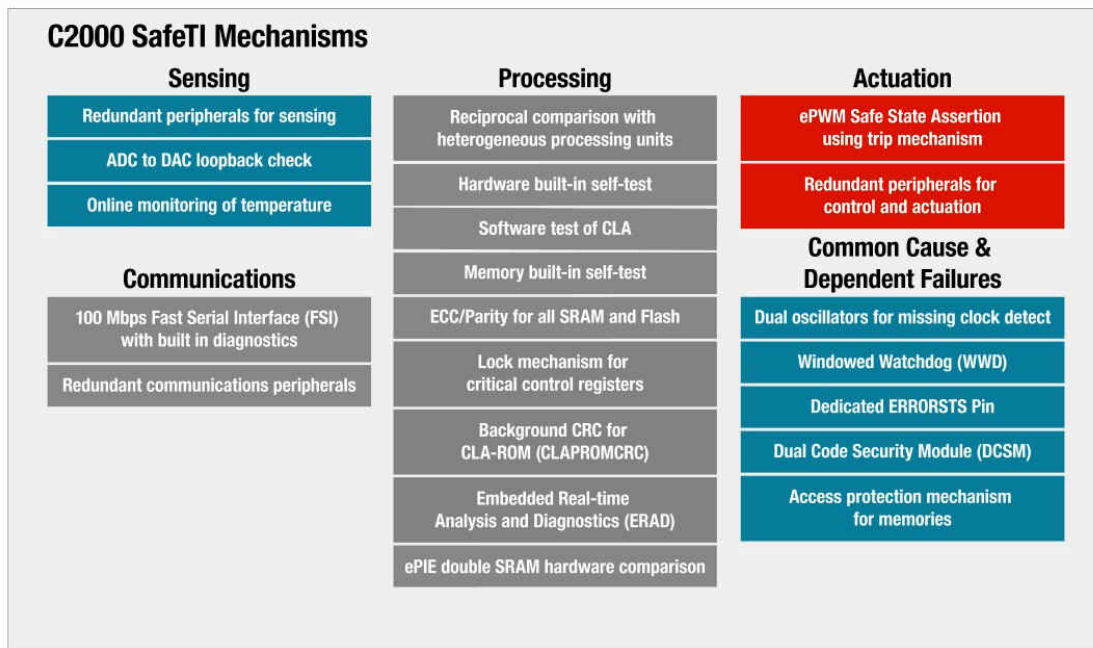 C2000 SafeTI Mechanisms
Sensing
Redundant peripherals for sensing
ADC to DAC loopback check
Online monitoring of temperature
Communications
100 Mbps Fast Serial Interface (FSI)
with built in diagnostics
Redundant communications peripherals
Processing
Reciprocal comparison with
heterogeneous processing units
Hardware built-in self-test
Software test of CLA
Memory built-in self-test
ECC/Parity for all SRAM and Flash
Lock mechanism for
critical control registers
Background CRC for
CLA-ROM (CLAPROMCRC)
Embedded Real-time
Analysis and Diagnostics (ERAD)
ePIE double SRAM hardware comparison
Actuation
ePWM Safe State Assertion
using trip mechanism
Redundant peripherals for
control and actuation
Common Cause &
Dependent Failures
Dual oscillators for missing clock detect
Windowed Watchdog (WWD)
Dedicated ERRORSTS Pin
Dual Code Security Module (DCSM)
Access protection mechanism
for memories